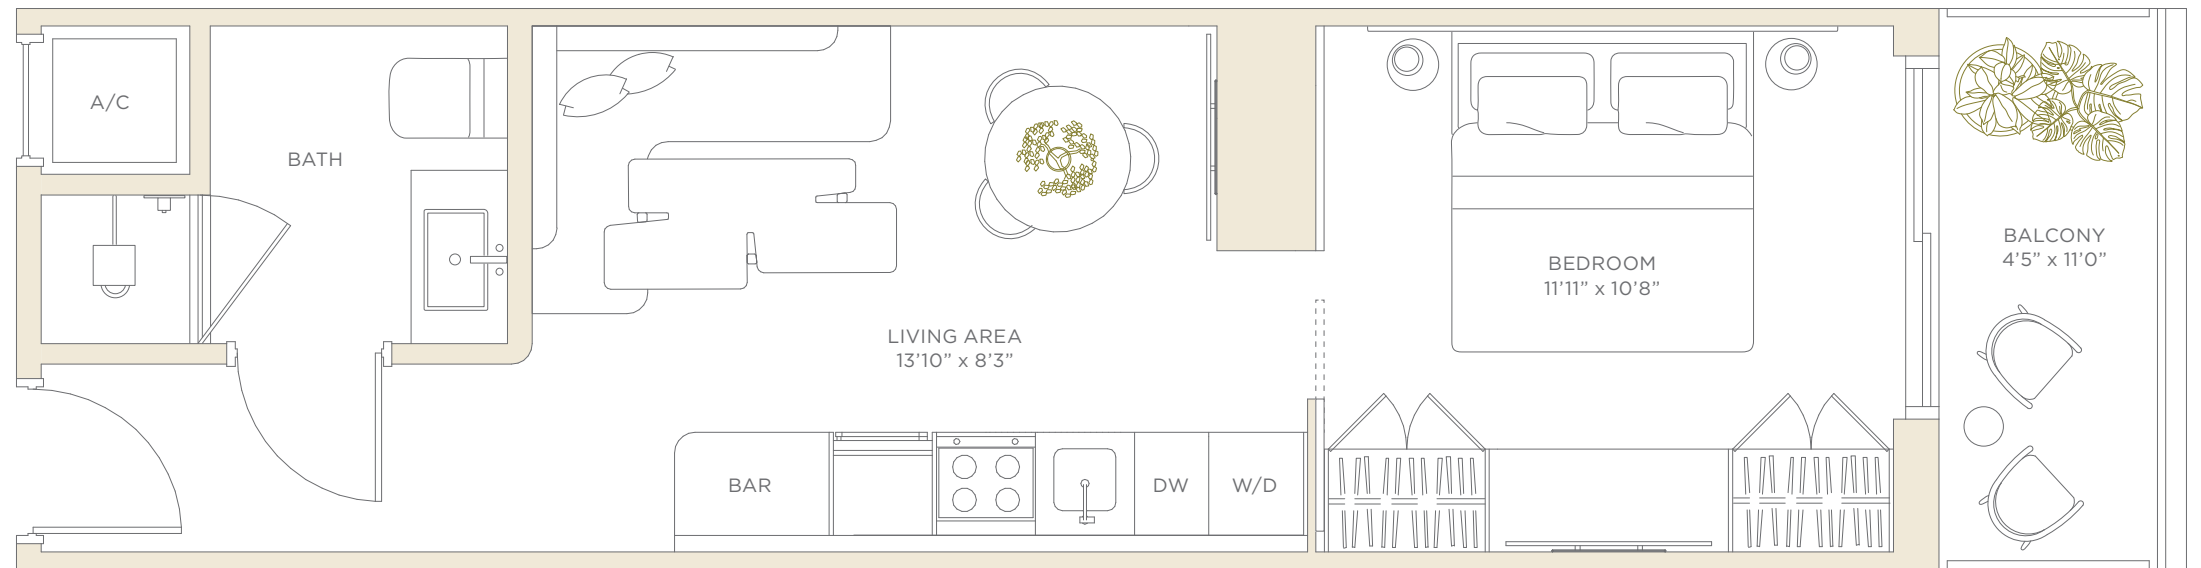 A/C
BATH
LIVING AREA
13’10” x 8’3”
BAR
DW
W/D
BEDROOM
11’11” x 10’8”
BALCONY
4’5” x 11’0”